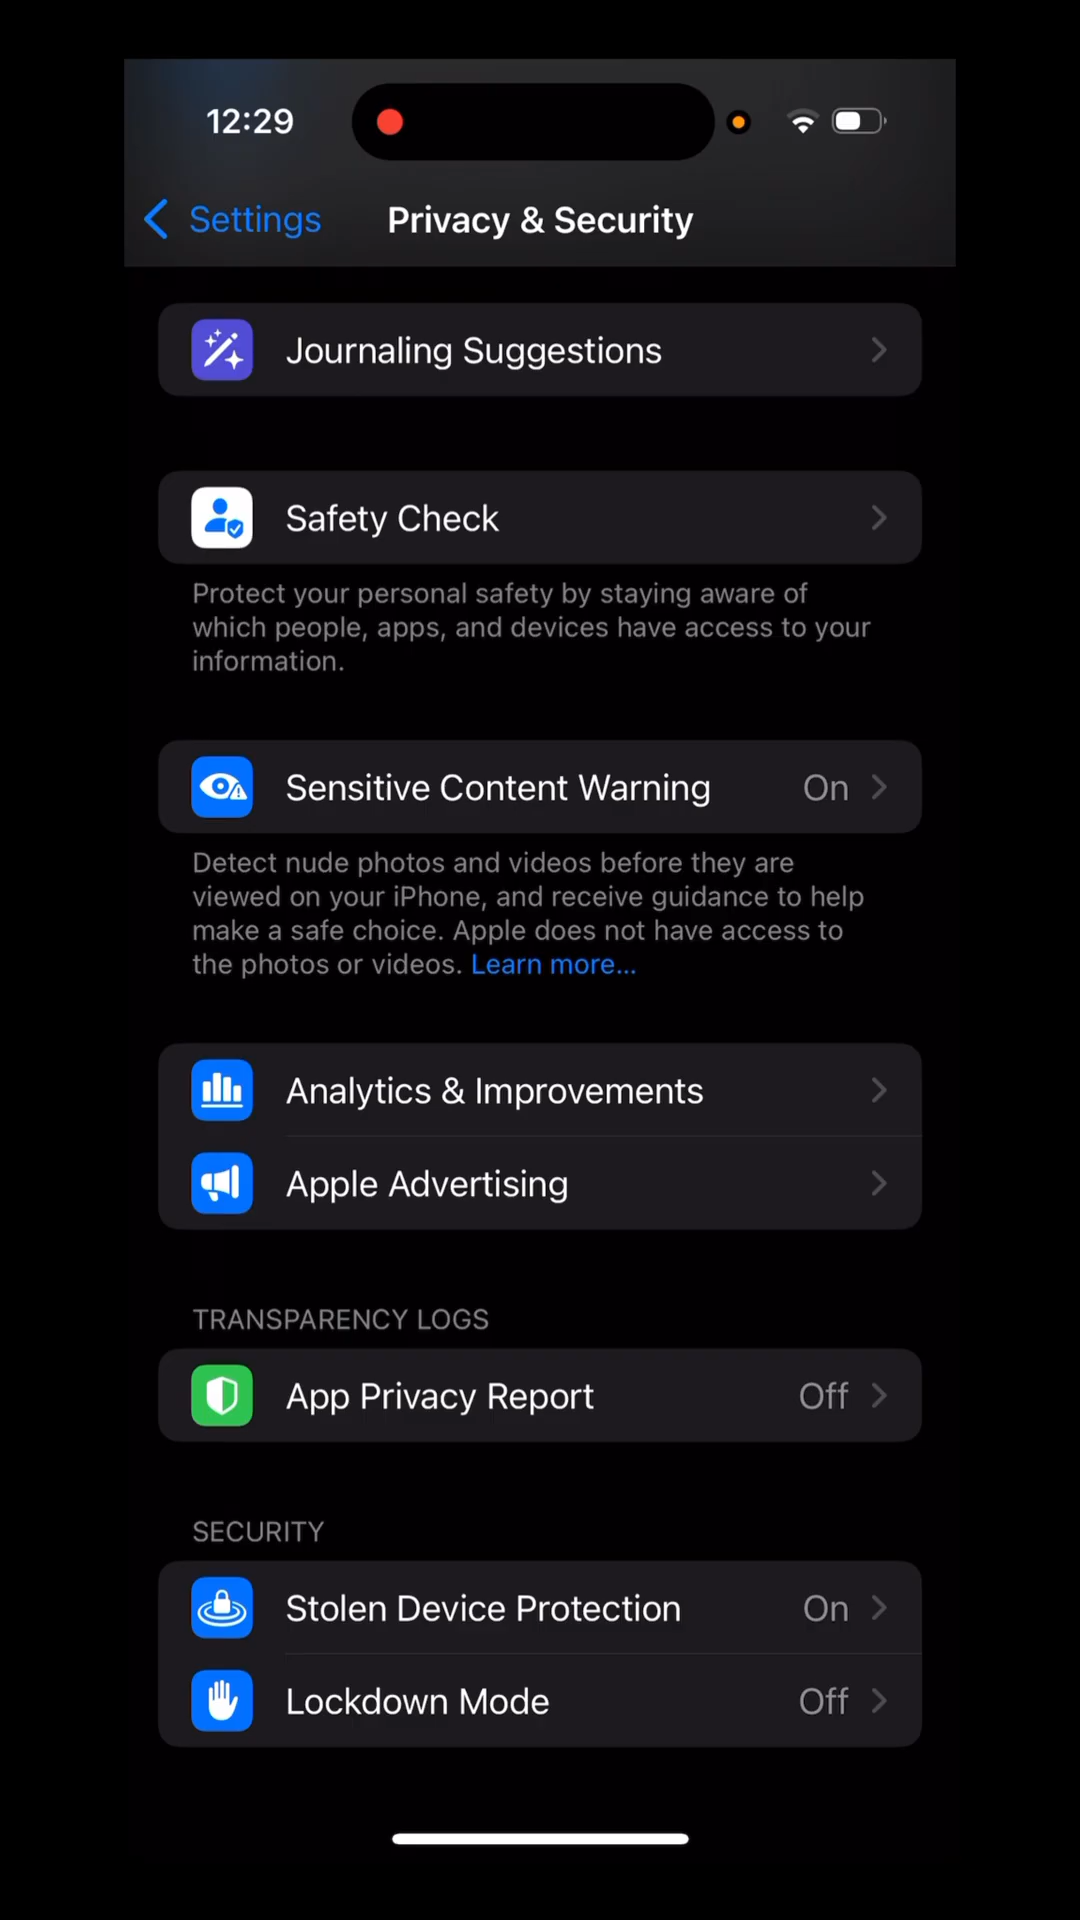 12:29
Settings
Privacy & Security
Journaling Suggestions
Safety Check
Protect your personal safety by staying aware of
which people, apps, and devices have access to your
information.
Sensitive Content Warning On
Detect nude photos and videos before they are
viewed on your iPhone, and receive guidance to help
make a safe choice. Apple does not have access to
the photos or videos. Learn more...
Analytics & Improvements
Apple Advertising
TRANSPARENCY LOGS
App Privacy Report Off
SECURITY
Stolen Device Protection On
Lockdown Mode Off